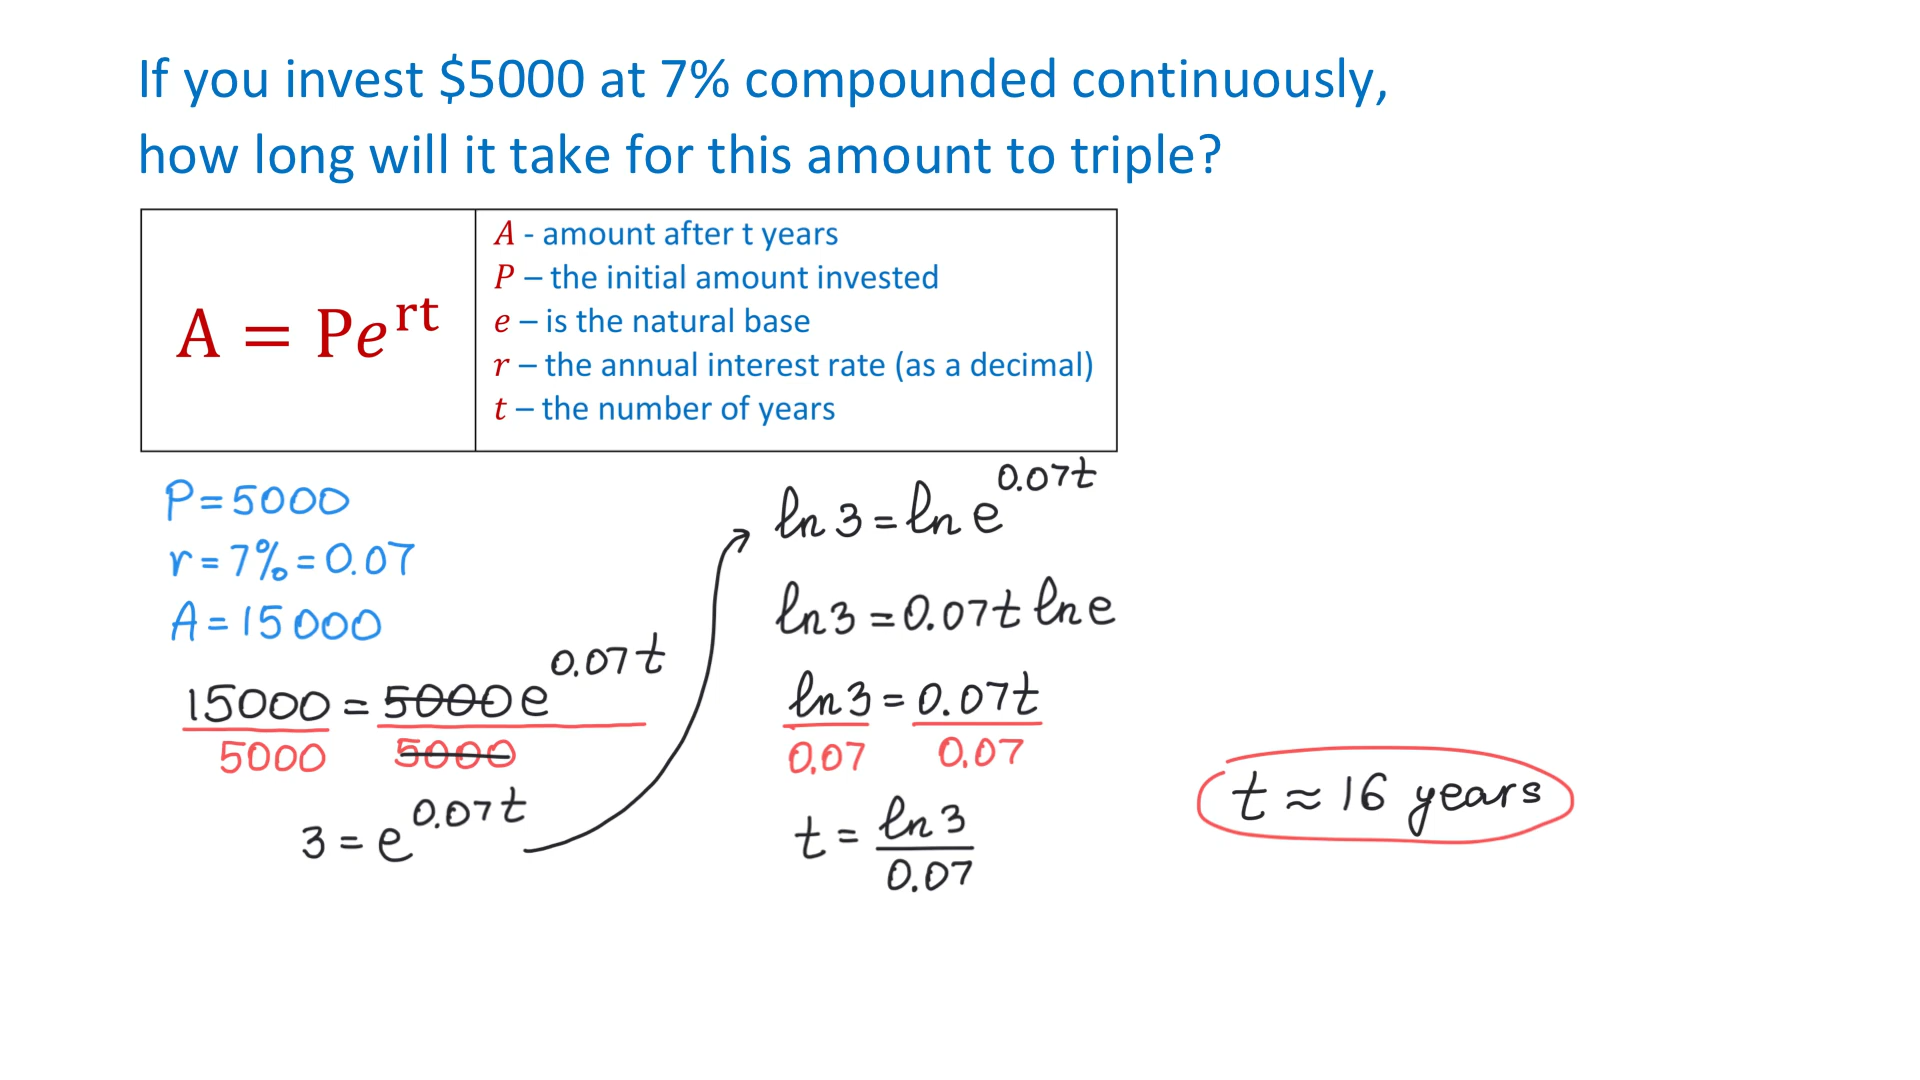 If you invest $5000 at 7% compounded continuously,
how long will it take for this amount to triple?
A = Pe^rt
A - amount after t years
P – the initial amount invested
e – is the natural base
r – the annual interest rate (as a decimal)
t – the number of years
P = 5000
r = 7% = 0.07
A = 15000
15000 = 5000e^0.07t
5000 5000
3 = e^0.07t
ln 3 = ln e^0.07t
ln 3 = 0.07t ln e
ln 3 = 0.07t
0.07 0.07
t = ln 3
0.07
t ≈ 16 years